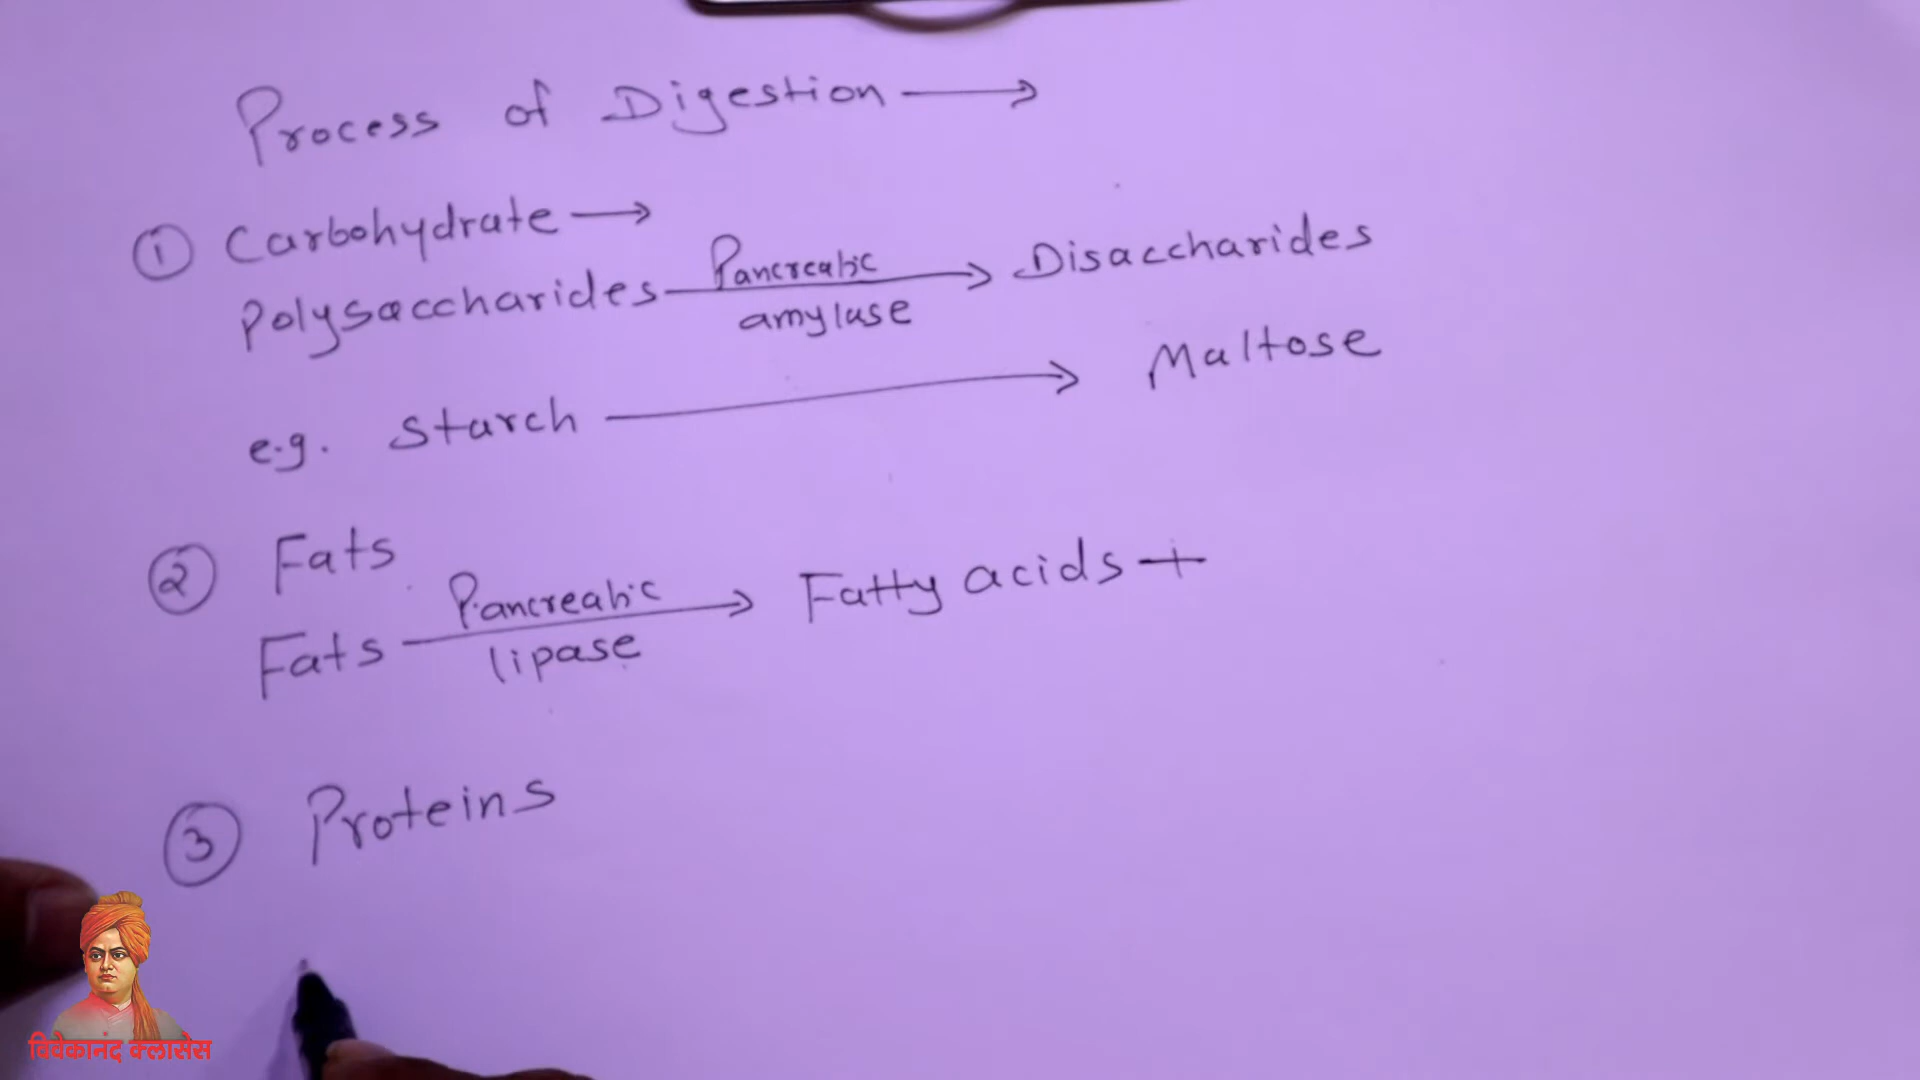 Process of Digestion →
① Carbohydrate →
Polysaccharides Pancreatic amylase → Disaccharides
e.g. Starch → Maltose
② Fats
Fats Pancreatic lipase → Fatty acids +
③ Proteins
विवेकानंद क्लासेस